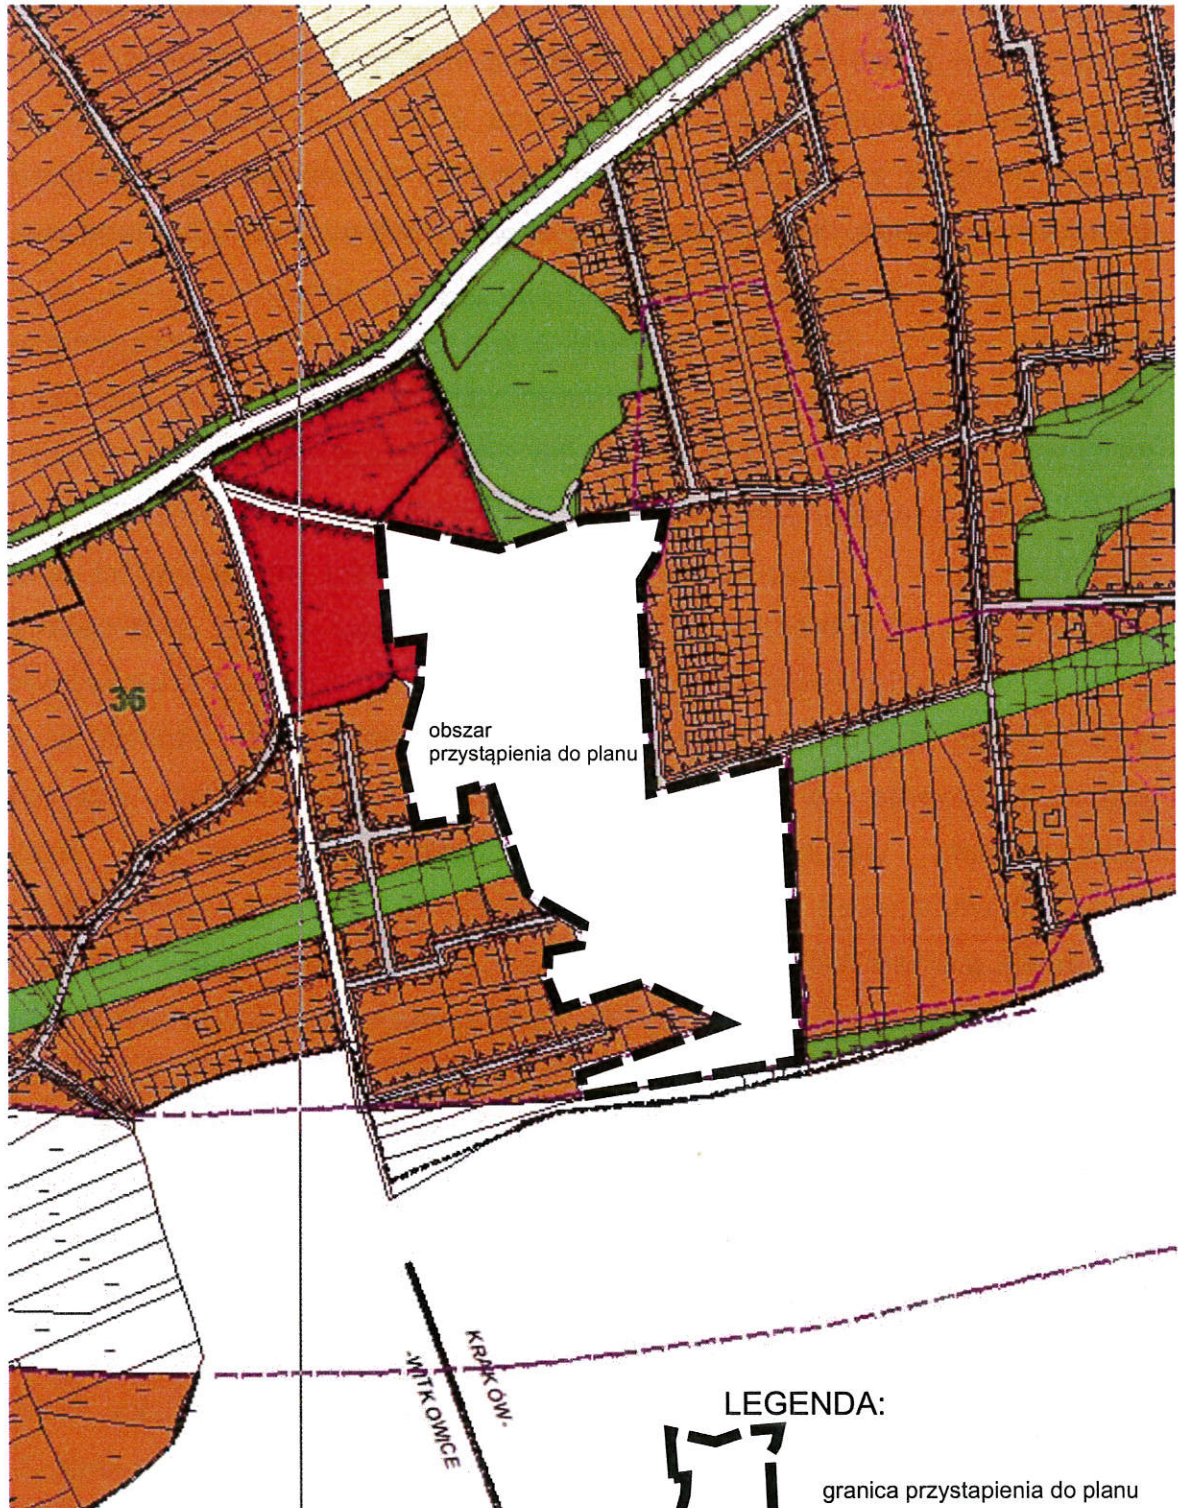 36
obszar
przystąpienia do planu
KRAKÓW-
-WITKOWICE
LEGENDA:
granica przystapienia do planu